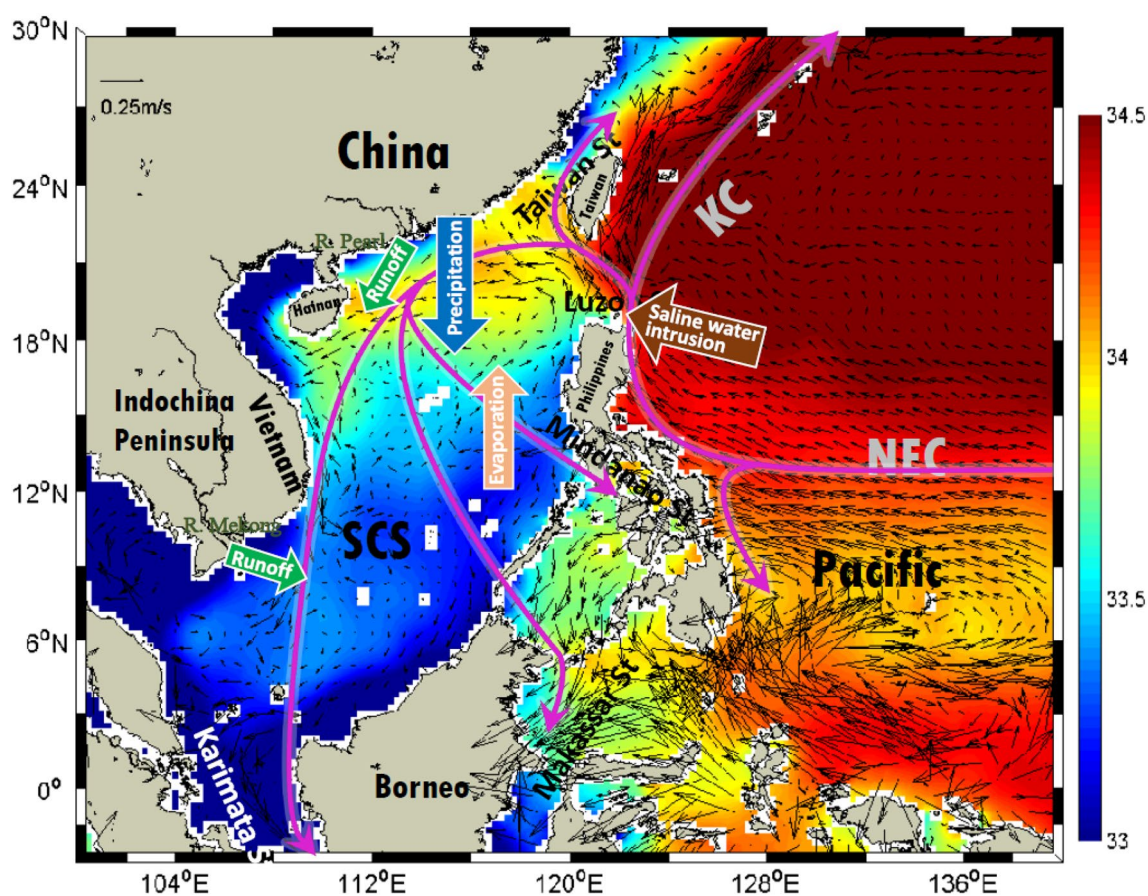 30°N
24°N
18°N
12°N
6°N
0°
104°E
112°E
120°E
128°E
136°E
0.25m/s
China
Taiwan St
Taiwan
KC
R. Pearl
Runoff
Precipitation
Hainan
Luzo
Saline water
intrusion
Philippines
Indochina
Peninsula
Vietnam
Evaporation
Mindanao St
NEC
R. Mekong
Runoff
SCS
Pacific
Makassar St
Karimata S
Borneo
34.5
34
33.5
33